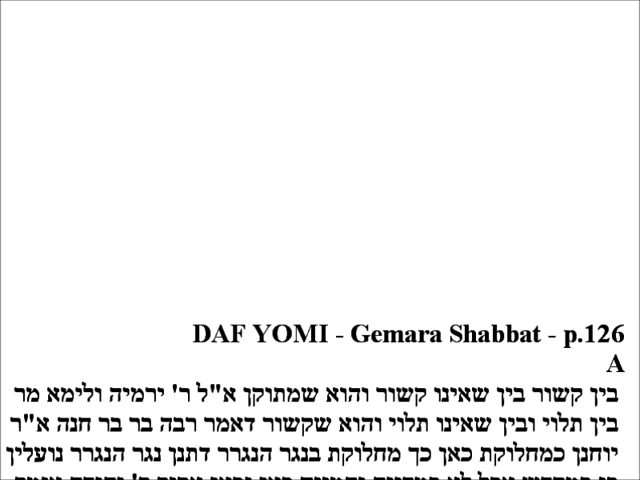 DAF YOMI - Gemara Shabbat - p.126
A
בין קשור בין שאינו קשור והוא שמתוקן א"ל ר' ירמיה ולימא מר
בין תלוי ובין שאינו תלוי והוא שקשור דאמר רבה בר בר חנה א"ר
יוחנן כמחלוקת כאן כך מחלוקת בנגר הנגרר דתנן נגר הנגרר נועלין